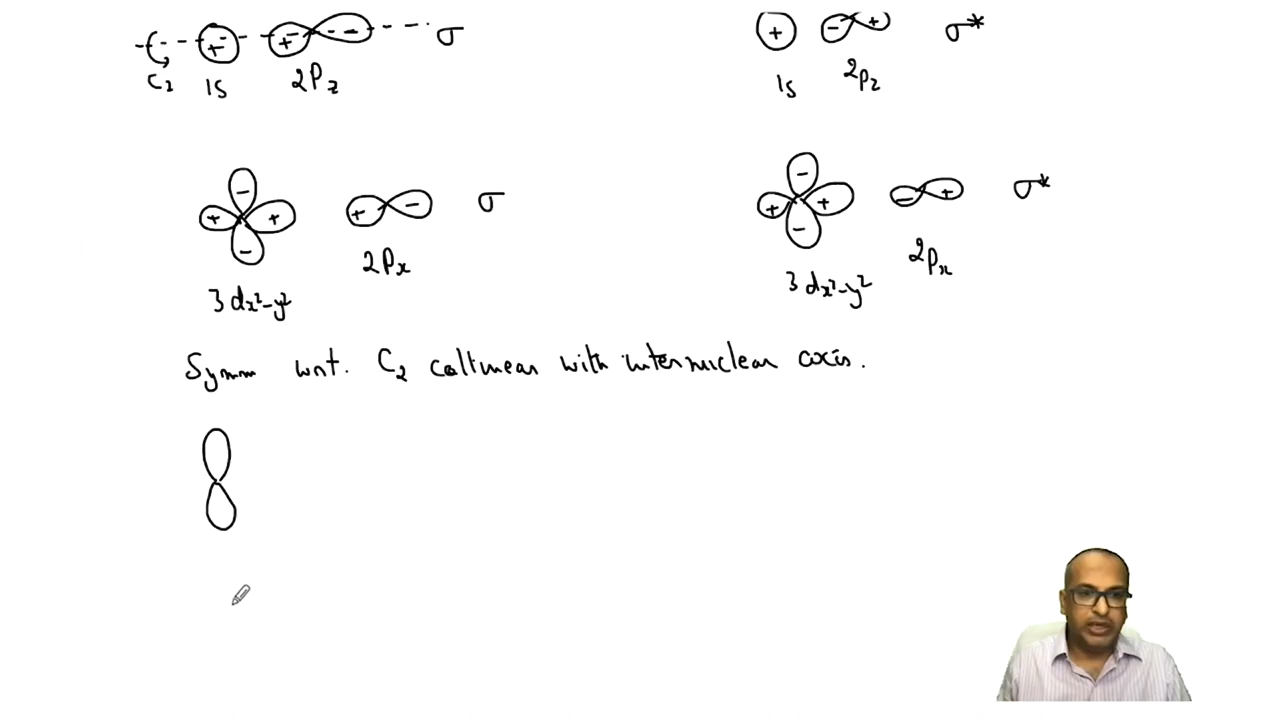 + + - σ
C₂ 1s 2Pz
+ - + σ*
1s 2pz
- + + - + - σ
3dx²-y² 2Px
- + + - - + σ*
3dx²-y² 2Px
Symm wrt. C₂ collinear with internuclear axis.